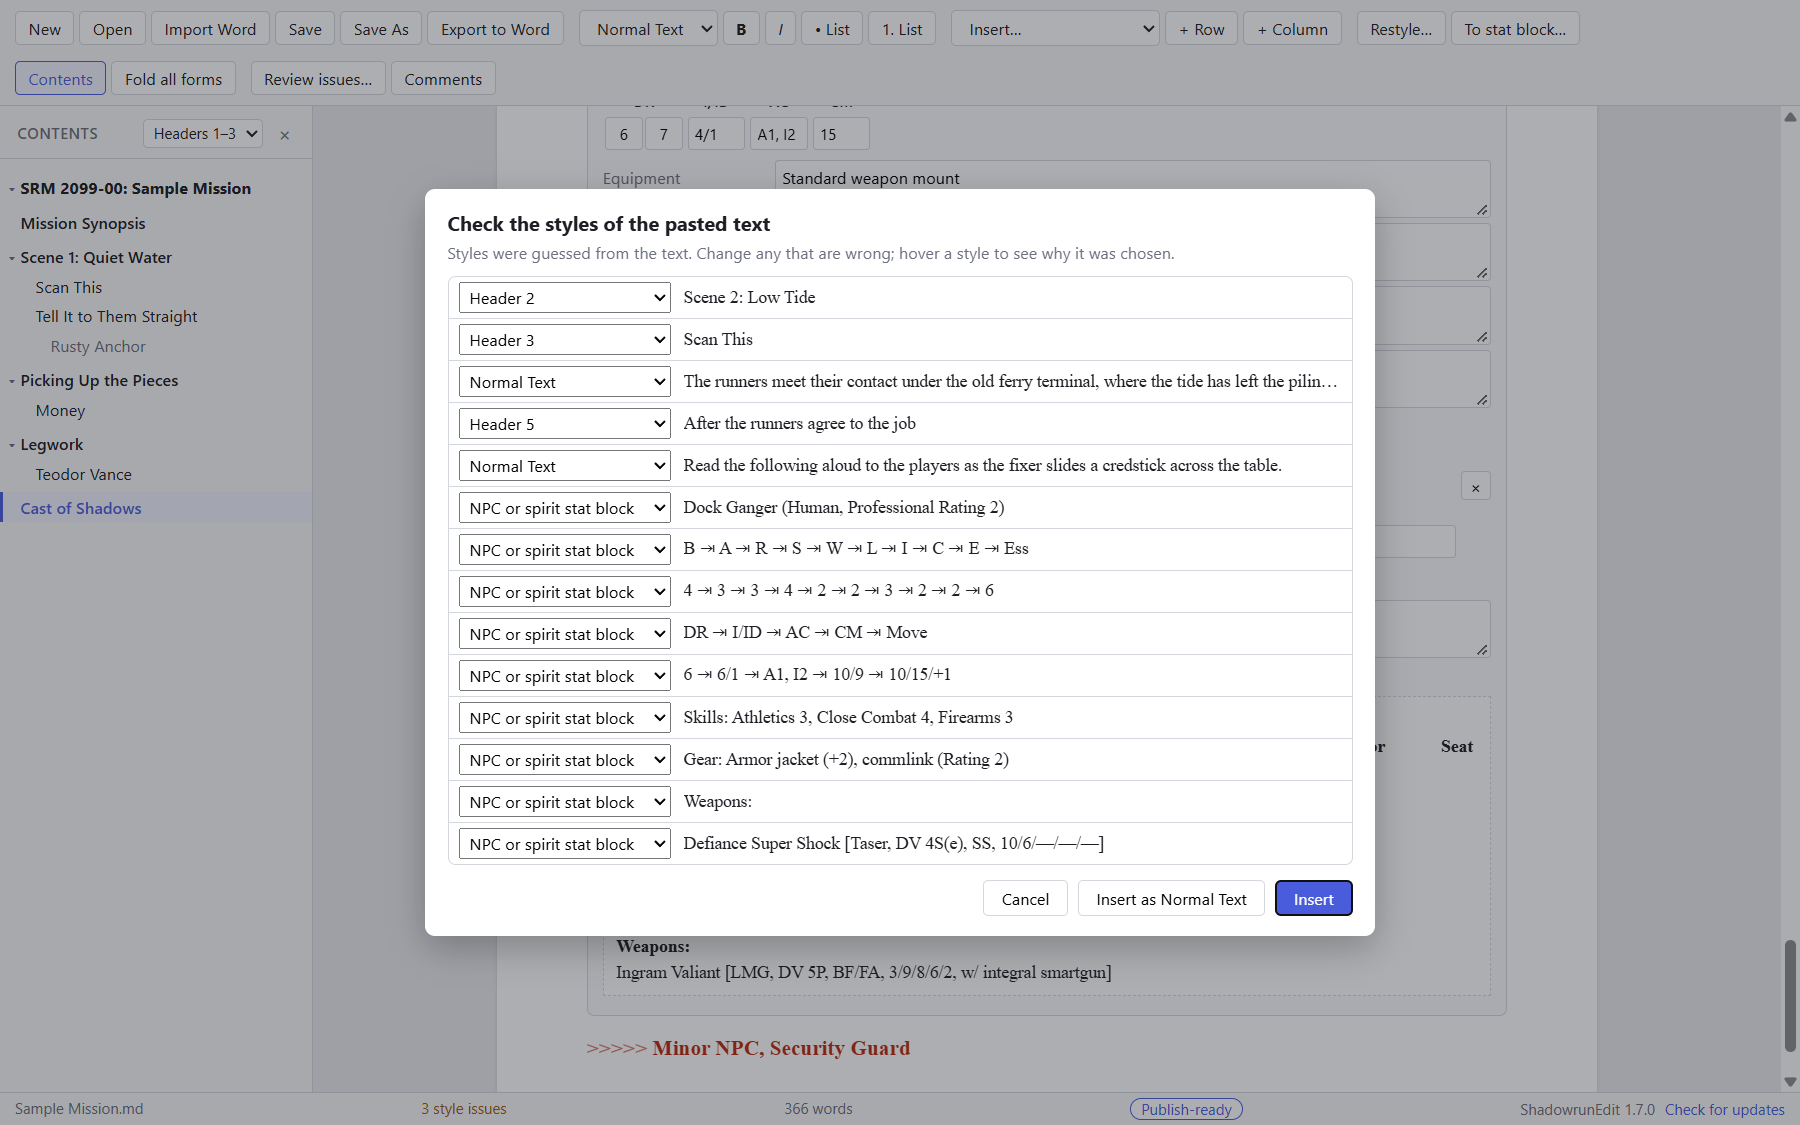 New Open Import Word Save Save As Export to Word Normal Text B I • List 1. List Insert... + Row + Column Restyle... To stat block...
Contents Fold all forms Review issues... Comments
CONTENTS Headers 1–3 ×
SRM 2099-00: Sample Mission
Mission Synopsis
Scene 1: Quiet Water
Scan This
Tell It to Them Straight
Rusty Anchor
Picking Up the Pieces
Money
Legwork
Teodor Vance
Cast of Shadows
6 7 4/1 A1, I2 15
Equipment Standard weapon mount
Check the styles of the pasted text
Styles were guessed from the text. Change any that are wrong; hover a style to see why it was chosen.
Header 2 Scene 2: Low Tide
Header 3 Scan This
Normal Text The runners meet their contact under the old ferry terminal, where the tide has left the pilin…
Header 5 After the runners agree to the job
Normal Text Read the following aloud to the players as the fixer slides a credstick across the table.
NPC or spirit stat block Dock Ganger (Human, Professional Rating 2)
NPC or spirit stat block B ⇥ A ⇥ R ⇥ S ⇥ W ⇥ L ⇥ I ⇥ C ⇥ E ⇥ Ess
NPC or spirit stat block 4 ⇥ 3 ⇥ 3 ⇥ 4 ⇥ 2 ⇥ 2 ⇥ 3 ⇥ 2 ⇥ 2 ⇥ 6
NPC or spirit stat block DR ⇥ I/ID ⇥ AC ⇥ CM ⇥ Move
NPC or spirit stat block 6 ⇥ 6/1 ⇥ A1, I2 ⇥ 10/9 ⇥ 10/15/+1
NPC or spirit stat block Skills: Athletics 3, Close Combat 4, Firearms 3
NPC or spirit stat block Gear: Armor jacket (+2), commlink (Rating 2)
NPC or spirit stat block Weapons:
NPC or spirit stat block Defiance Super Shock [Taser, DV 4S(e), SS, 10/6/—/—/—]
Cancel Insert as Normal Text Insert
×
Seat
Weapons:
Ingram Valiant [LMG, DV 5P, BF/FA, 3/9/8/6/2, w/ integral smartgun]
>>>>> Minor NPC, Security Guard
Sample Mission.md 3 style issues 366 words Publish-ready ShadowrunEdit 1.7.0 Check for updates